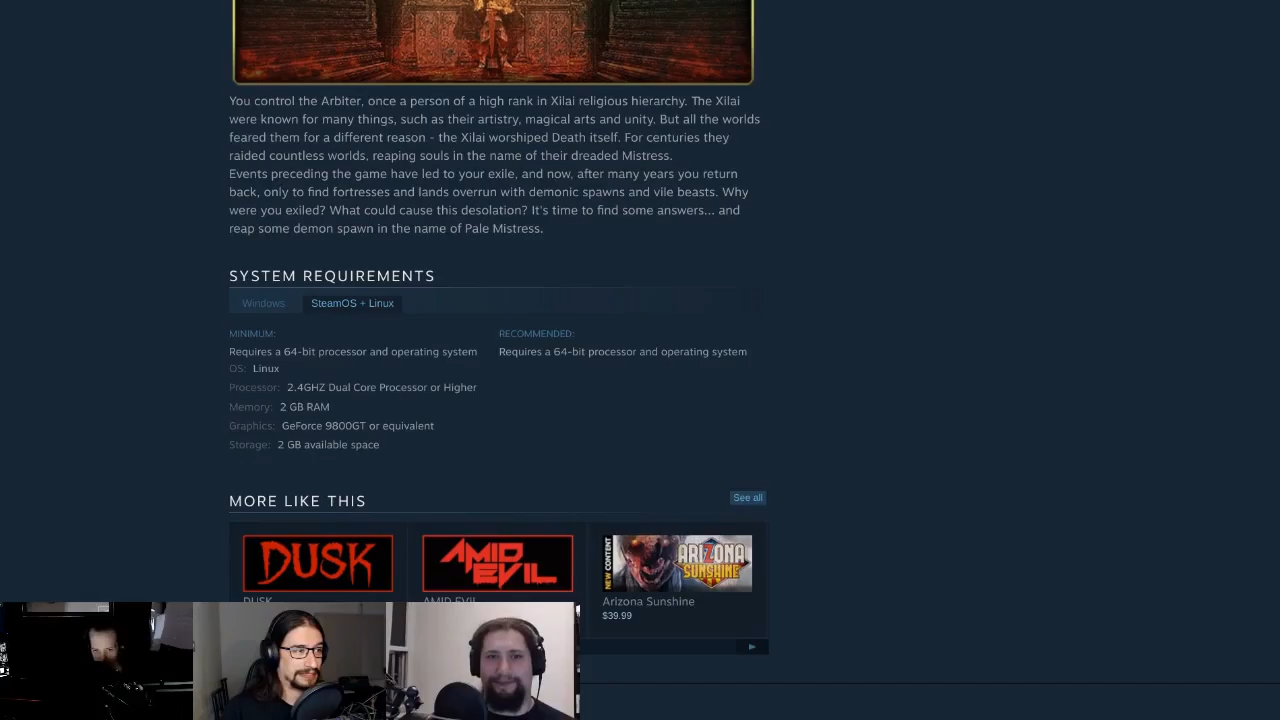 You control the Arbiter, once a person of a high rank in Xilai religious hierarchy. The Xilai
were known for many things, such as their artistry, magical arts and unity. But all the worlds
feared them for a different reason - the Xilai worshiped Death itself. For centuries they
raided countless worlds, reaping souls in the name of their dreaded Mistress.
Events preceding the game have led to your exile, and now, after many years you return
back, only to find fortresses and lands overrun with demonic spawns and vile beasts. Why
were you exiled? What could cause this desolation? It's time to find some answers... and
reap some demon spawn in the name of Pale Mistress.
SYSTEM REQUIREMENTS
Windows SteamOS + Linux
MINIMUM:
Requires a 64-bit processor and operating system
OS: Linux
Processor: 2.4GHZ Dual Core Processor or Higher
Memory: 2 GB RAM
Graphics: GeForce 9800GT or equivalent
Storage: 2 GB available space
RECOMMENDED:
Requires a 64-bit processor and operating system
MORE LIKE THIS
See all
DUSK
DUSK
AMID EVIL
AMID EVIL
NEW CONTENT
ARIZONA
SUNSHINE
Arizona Sunshine
$39.99